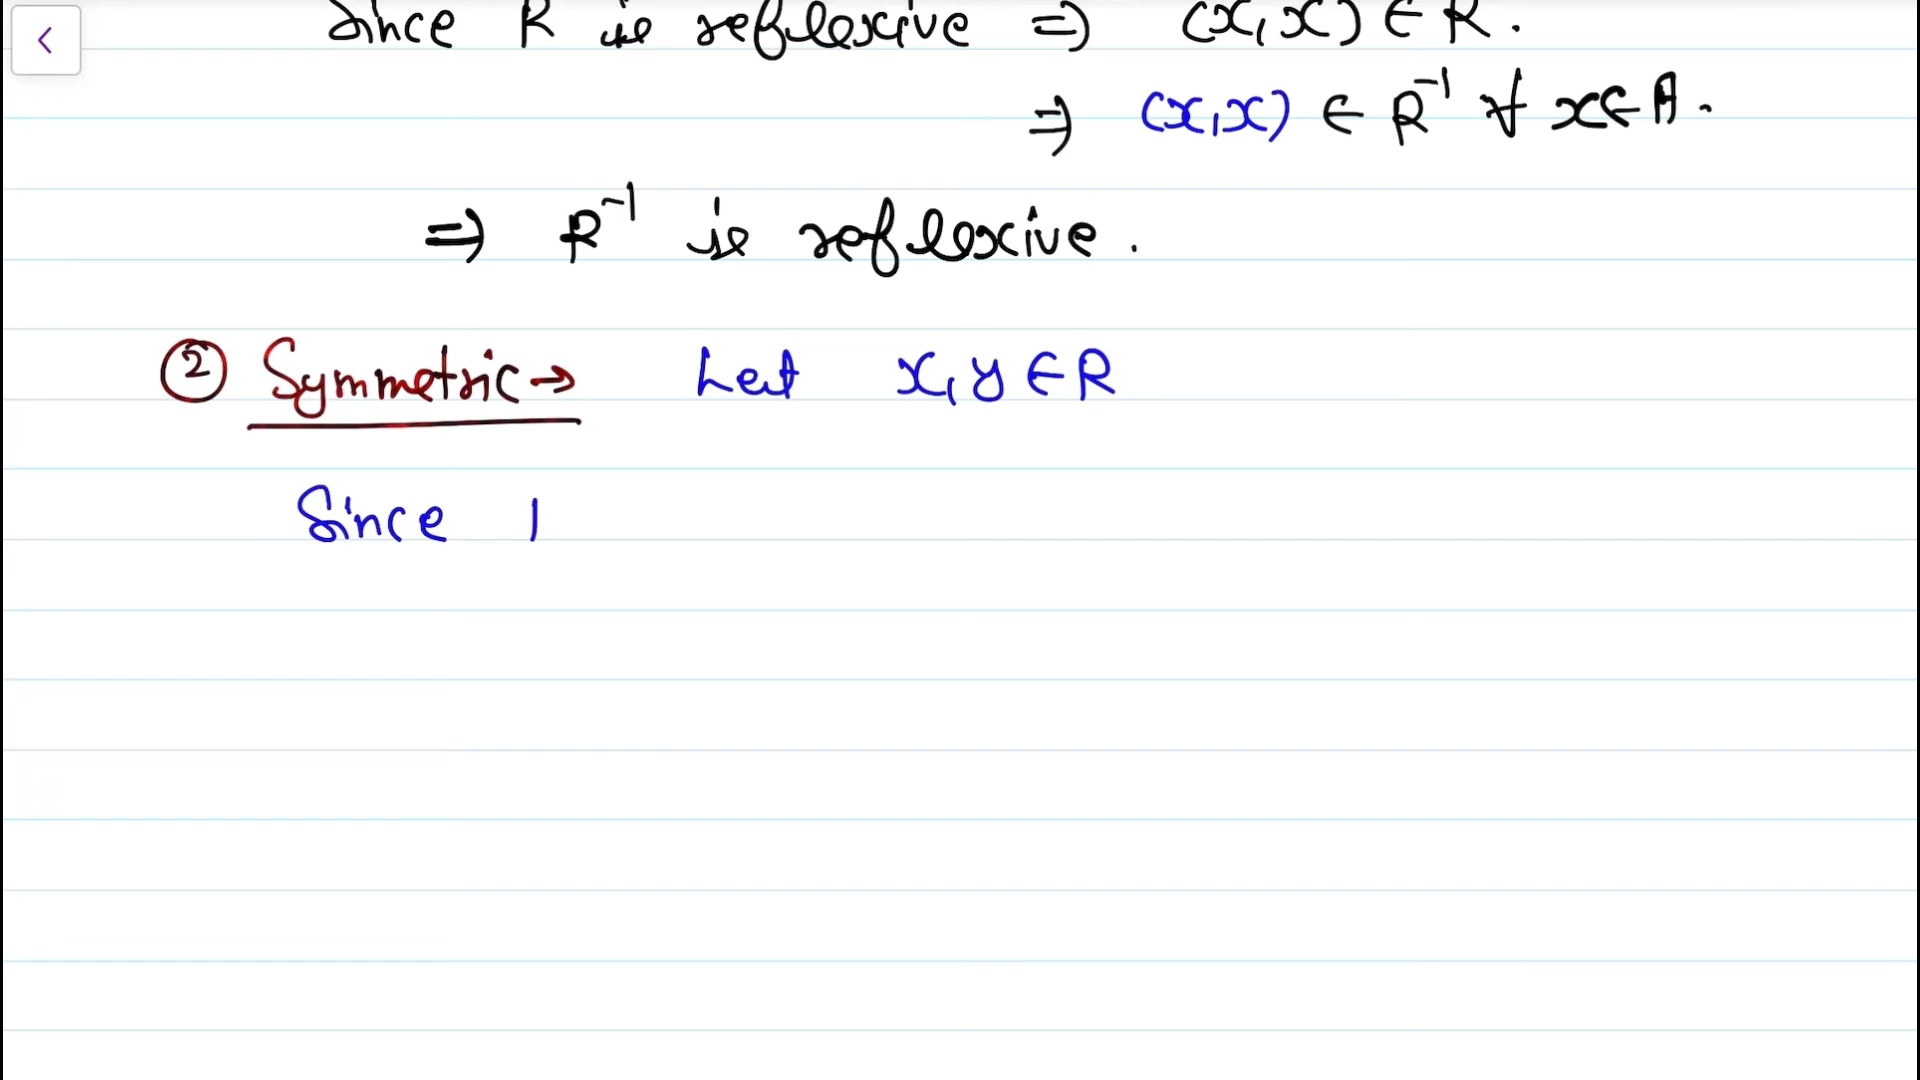 Since R is reflexive ⇒ (x,x) ∈ R.
⇒ (x,x) ∈ R⁻¹ ∀ x∈A.
⇒ R⁻¹ is reflexive.
② Symmetric → Let x,y ∈ R
Since